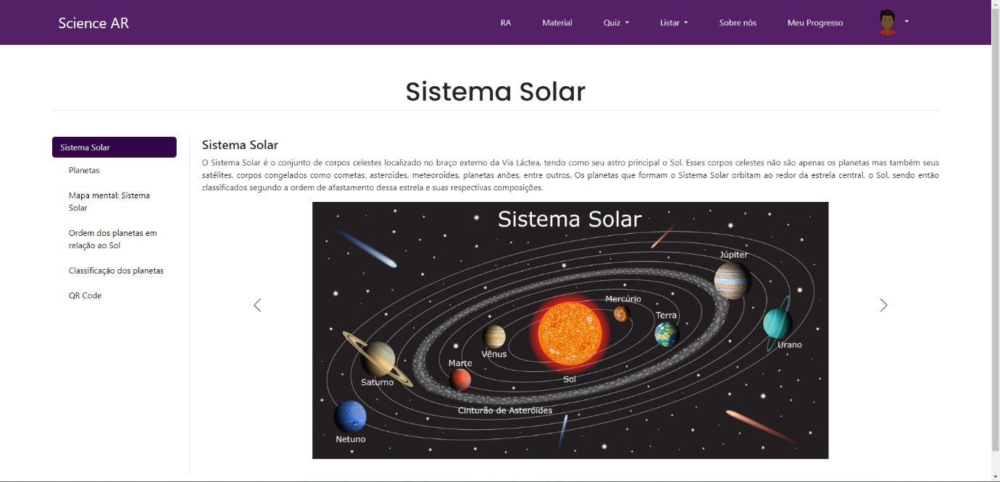 Science AR
RA
Material
Quiz
Listar
Sobre nós
Meu Progresso
Sistema Solar
Sistema Solar
Planetas
Mapa mental: Sistema
Solar
Ordem dos planetas em
relação ao Sol
Classificação dos planetas
QR Code
Sistema Solar
O Sistema Solar é o conjunto de corpos celestes localizado no braço externo da Via Láctea, tendo como seu astro principal o Sol. Esses corpos celestes não são apenas os planetas mas também seus
satélites, corpos congelados como cometas, asteroides, meteoroides, planetas anões, entre outros. Os planetas que formam o Sistema Solar orbitam ao redor da estrela central, o Sol, sendo então
classificados segundo a ordem de afastamento dessa estrela e suas respectivas composições.
Sistema Solar
Júpiter
Mercúrio
Terra
Urano
Vênus
Marte
Sol
Saturno
Cinturão de Asteróides
Netuno